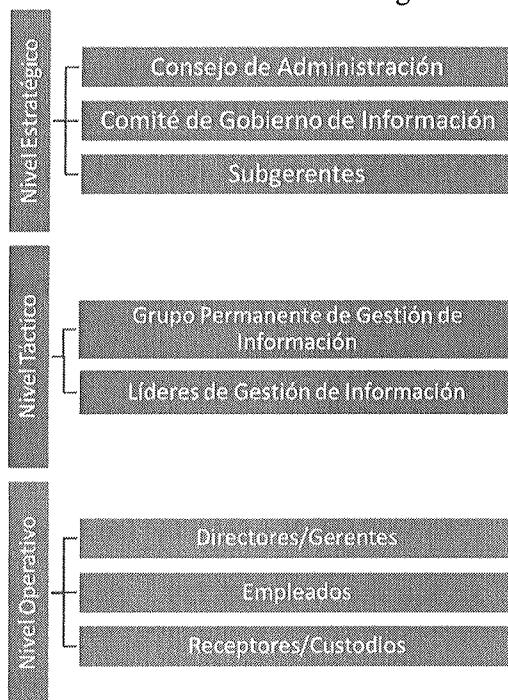 Nivel Estratégico
Consejo de Administración
Comité de Gobierno de Información
Subgerentes
Nivel Táctico
Grupo Permanente de Gestión de
Información
Líderes de Gestión de Información
Nivel Operativo
Directores/Gerentes
Empleados
Receptores/Custodios